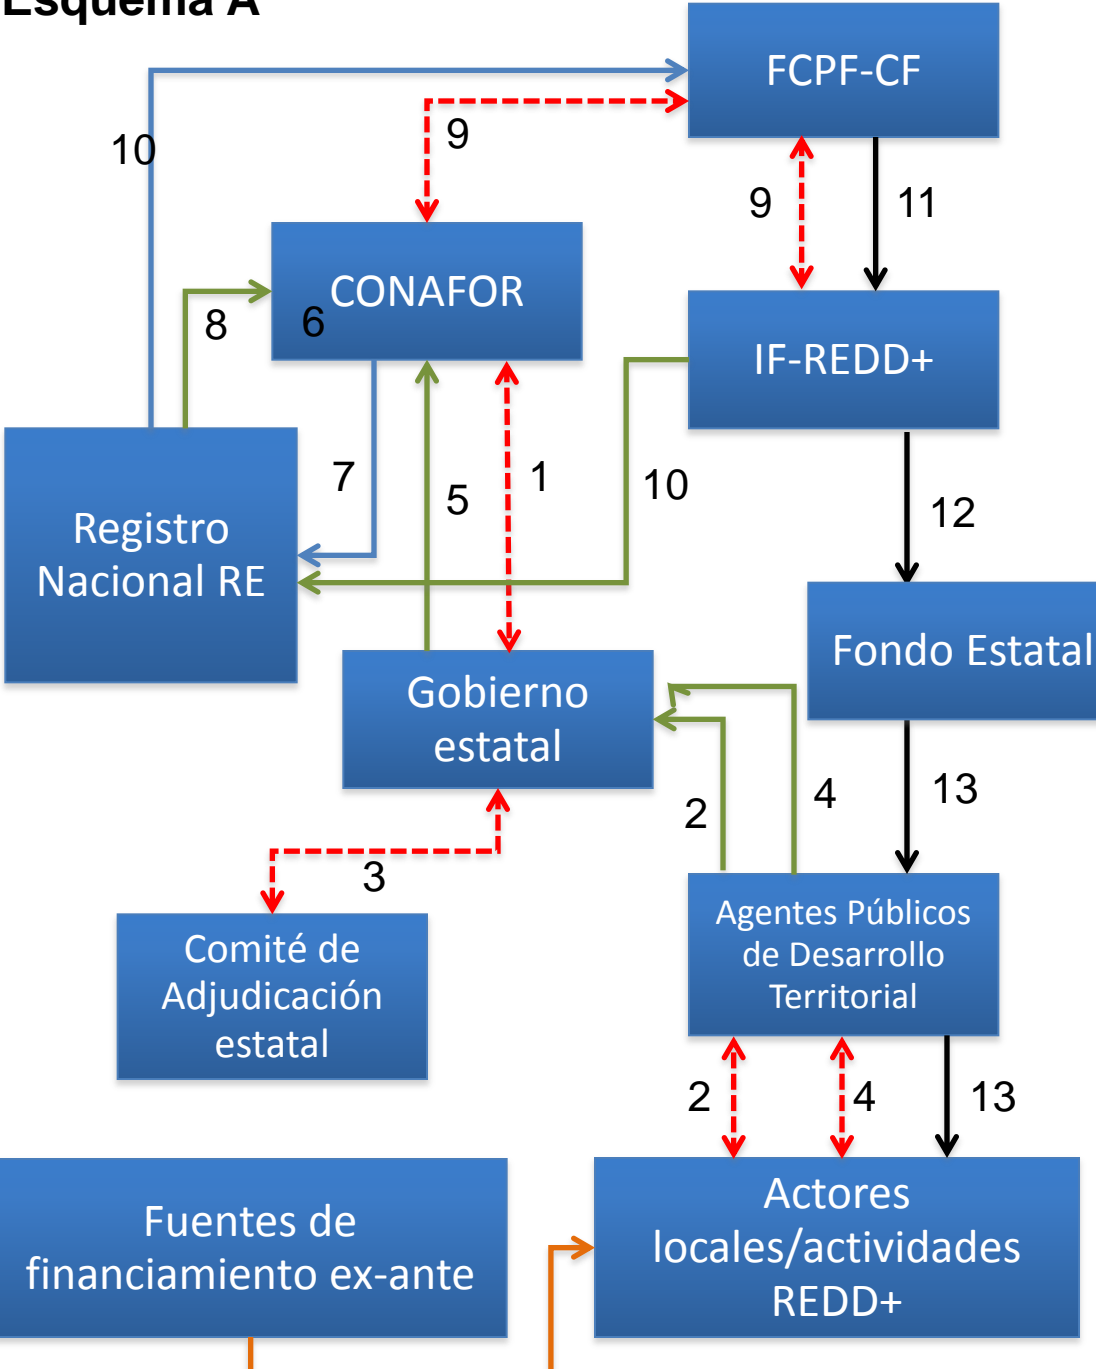 Esquema A
FCPF-CF
10
9
9
11
CONAFOR
6
8
IF-REDD+
7
5
1
10
12
Registro
Nacional RE
Fondo Estatal
Gobierno
estatal
2
4
13
3
Agentes Públicos
de Desarrollo
Territorial
Comité de
Adjudicación
estatal
2
4
13
Fuentes de
financiamiento ex-ante
Actores
locales/actividades
REDD+